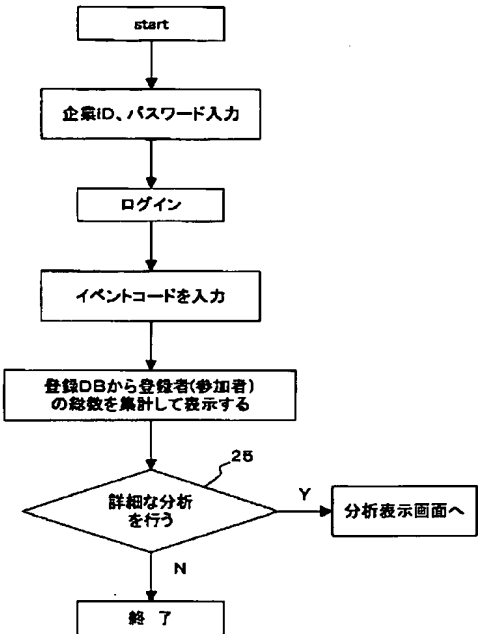 start
企業ID、パスワード入力
ログイン
イベントコードを入力
登録DBから登録者(参加者)
の総数を集計して表示する
25
詳細な分析
を行う
Y
分析表示画面へ
N
終 了